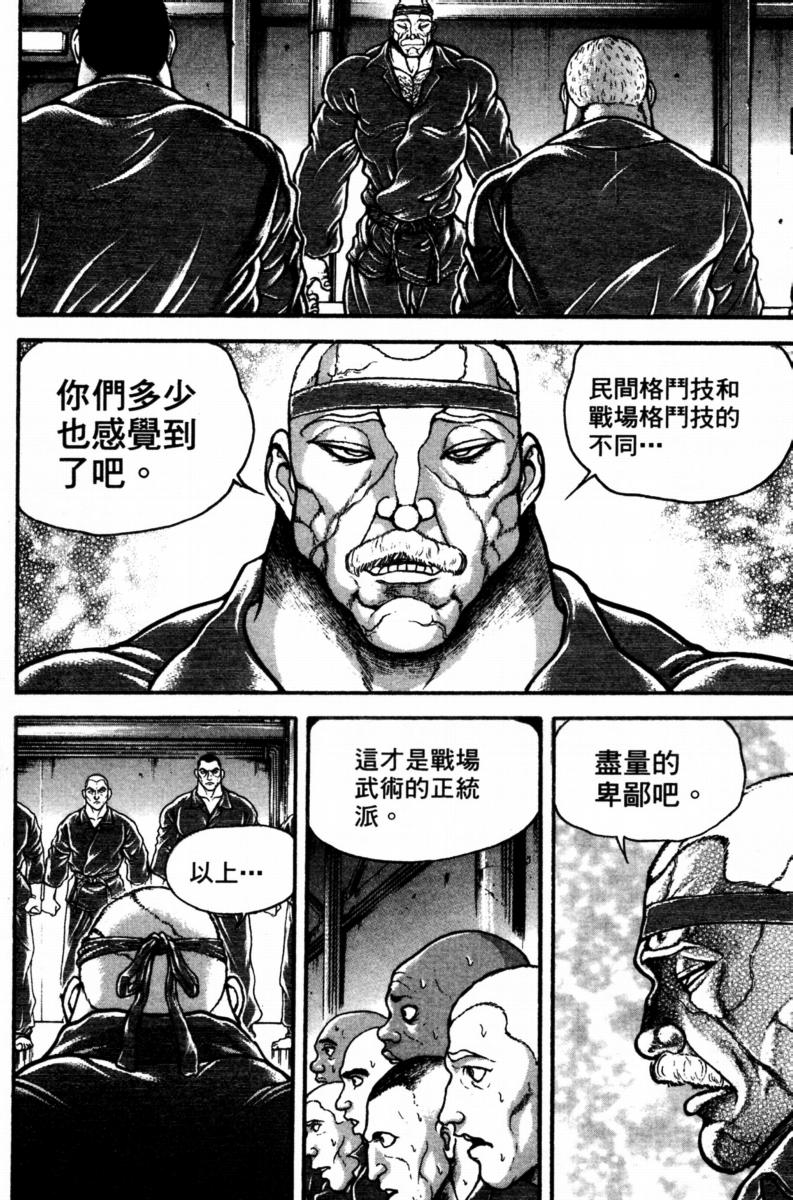 民間格鬥技和
戰場格鬥技的
不同…
你們多少
也感覺到
了吧。
盡量的
卑鄙吧。
這才是戰場
武術的正統
派。
以上…